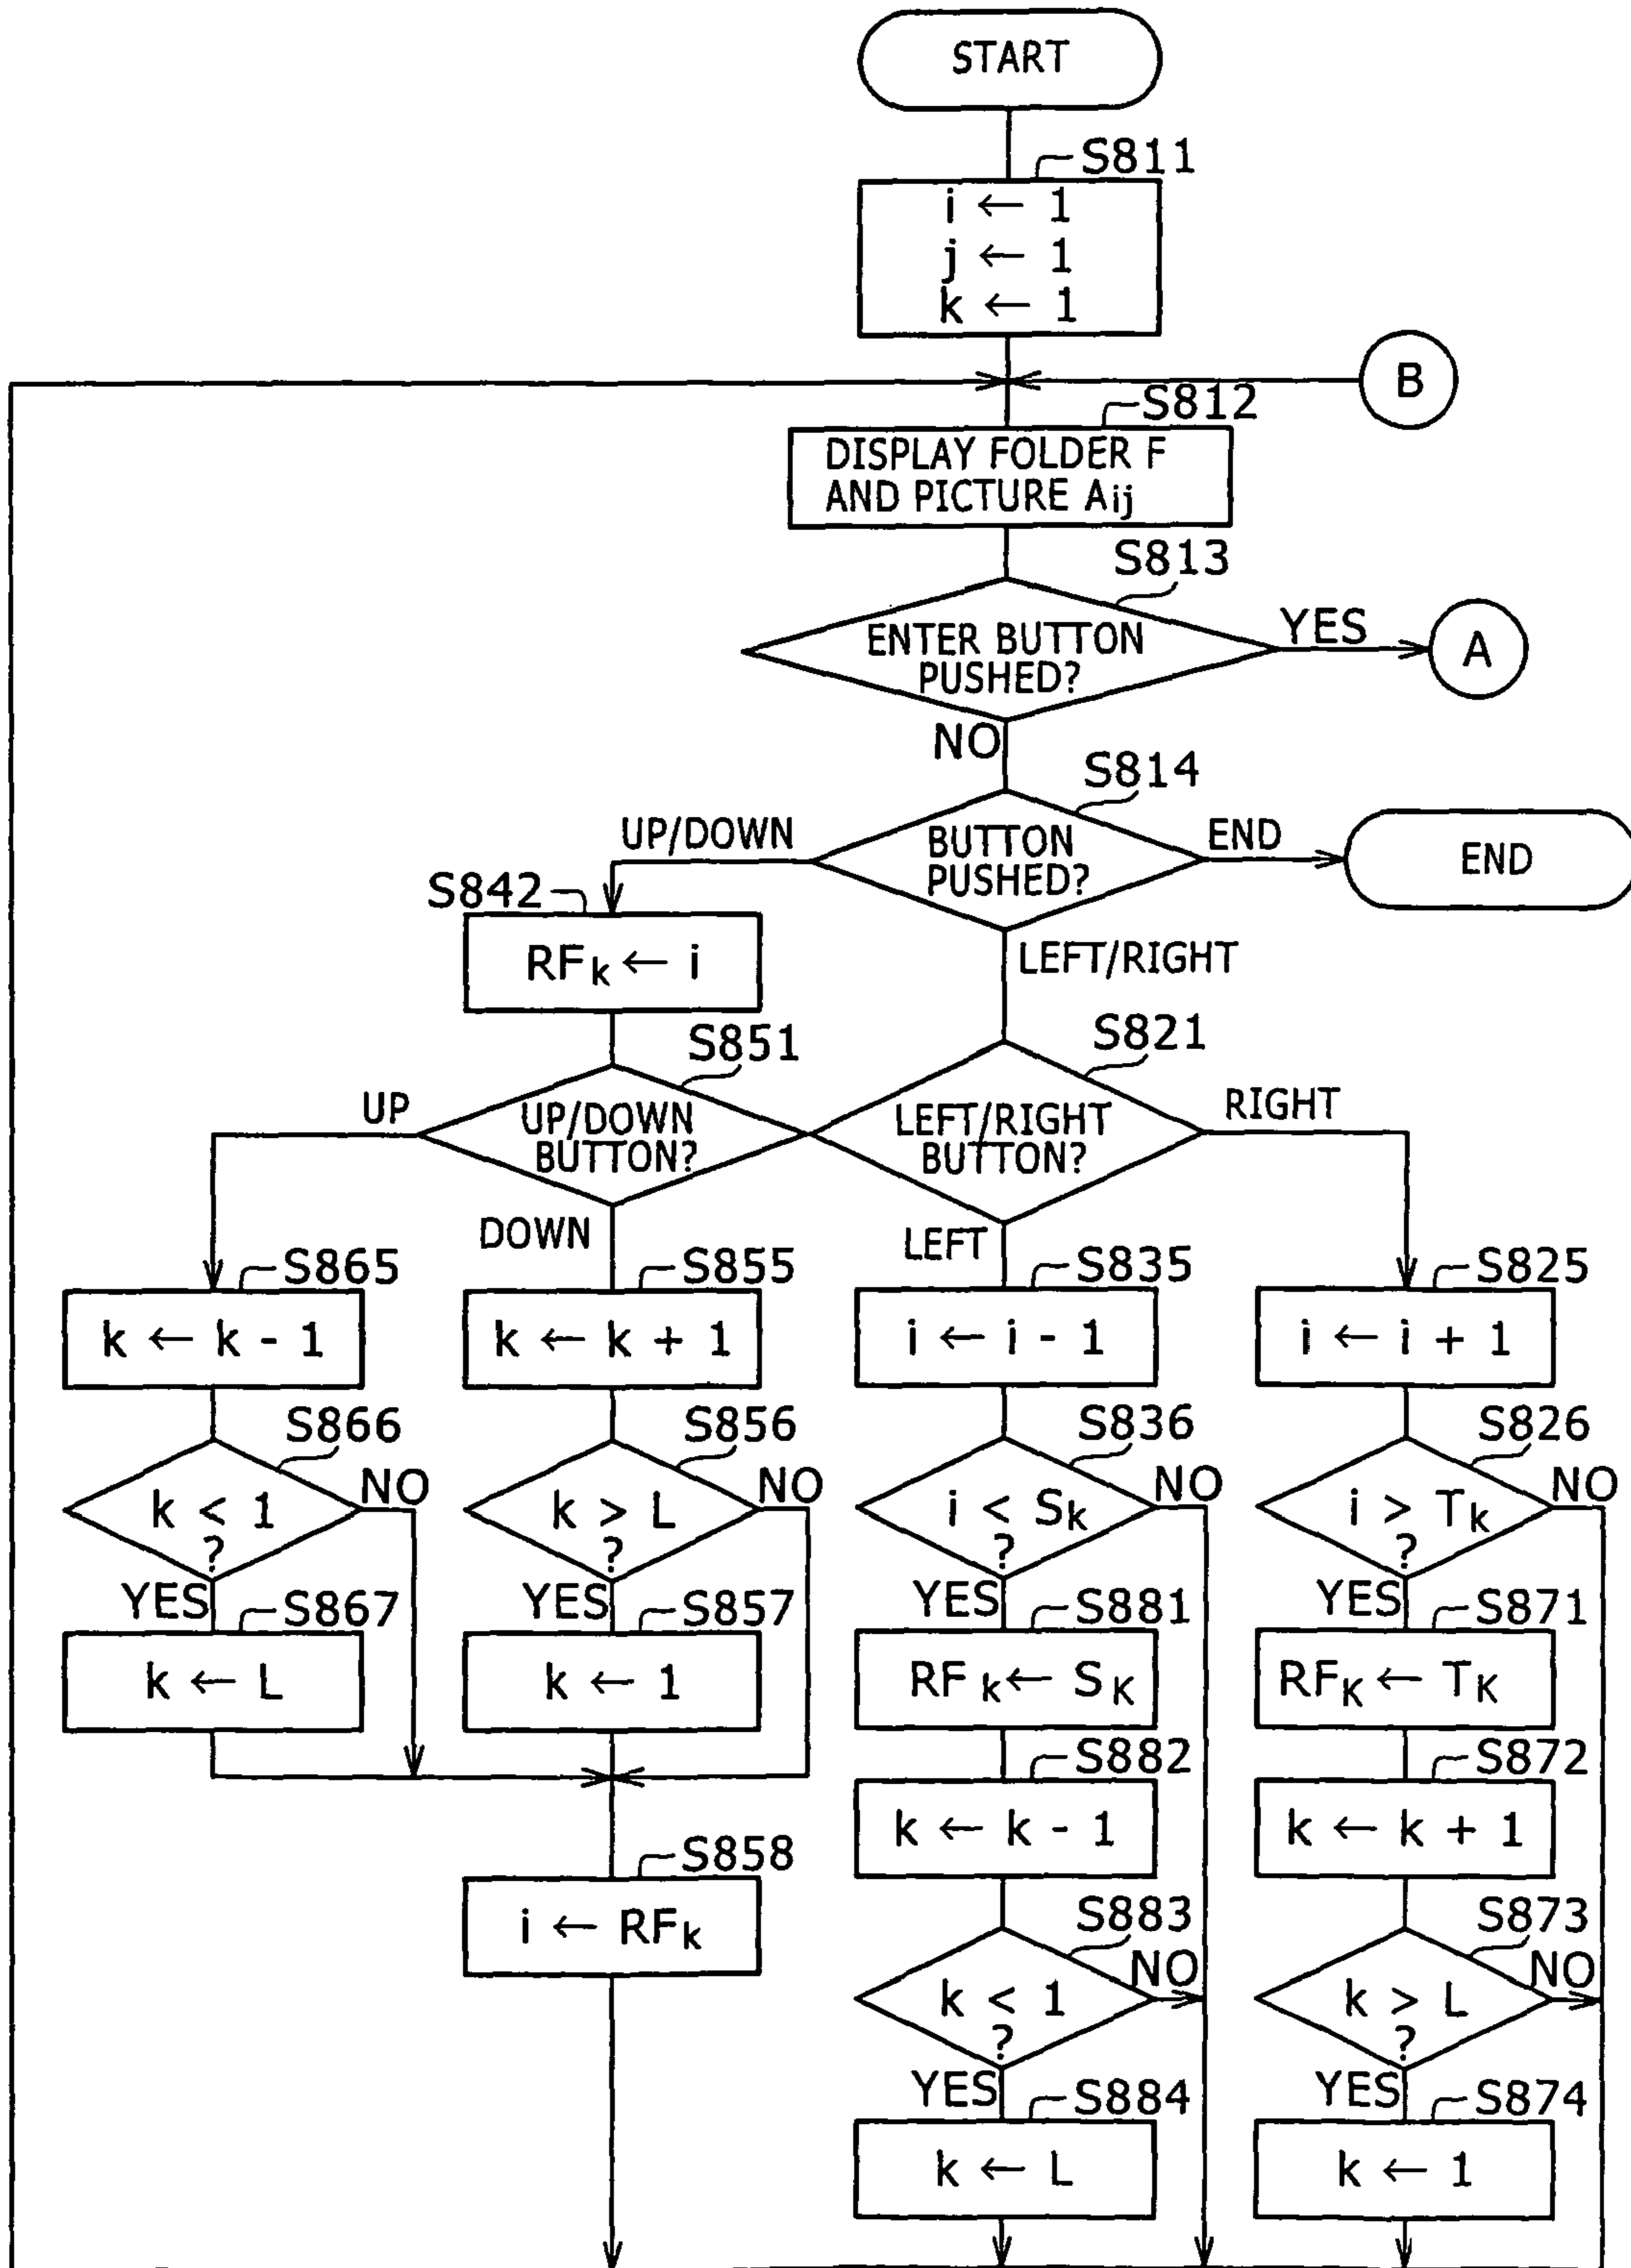 START
S811
i ← 1
j ← 1
k ← 1
B
S812
DISPLAY FOLDER F
AND PICTURE Aij
S813
ENTER BUTTON
PUSHED?
YES
A
NO
S814
BUTTON
PUSHED?
UP/DOWN
END
END
LEFT/RIGHT
S842
RFk ← i
S851
UP/DOWN
BUTTON?
UP
DOWN
S821
LEFT/RIGHT
BUTTON?
RIGHT
LEFT
S865
k ← k - 1
S866
k < 1
?
NO
YES
S867
k ← L
S855
k ← k + 1
S856
k > L
?
NO
YES
S857
k ← 1
S858
i ← RFk
S835
i ← i - 1
S836
i < Sk
?
NO
YES
S881
RF k ← SK
S882
k ← k - 1
S883
k < 1
?
NO
YES
S884
k ← L
S825
i ← i + 1
S826
i > Tk
?
NO
YES
S871
RFK ← TK
S872
k ← k + 1
S873
k > L
?
NO
YES
S874
k ← 1